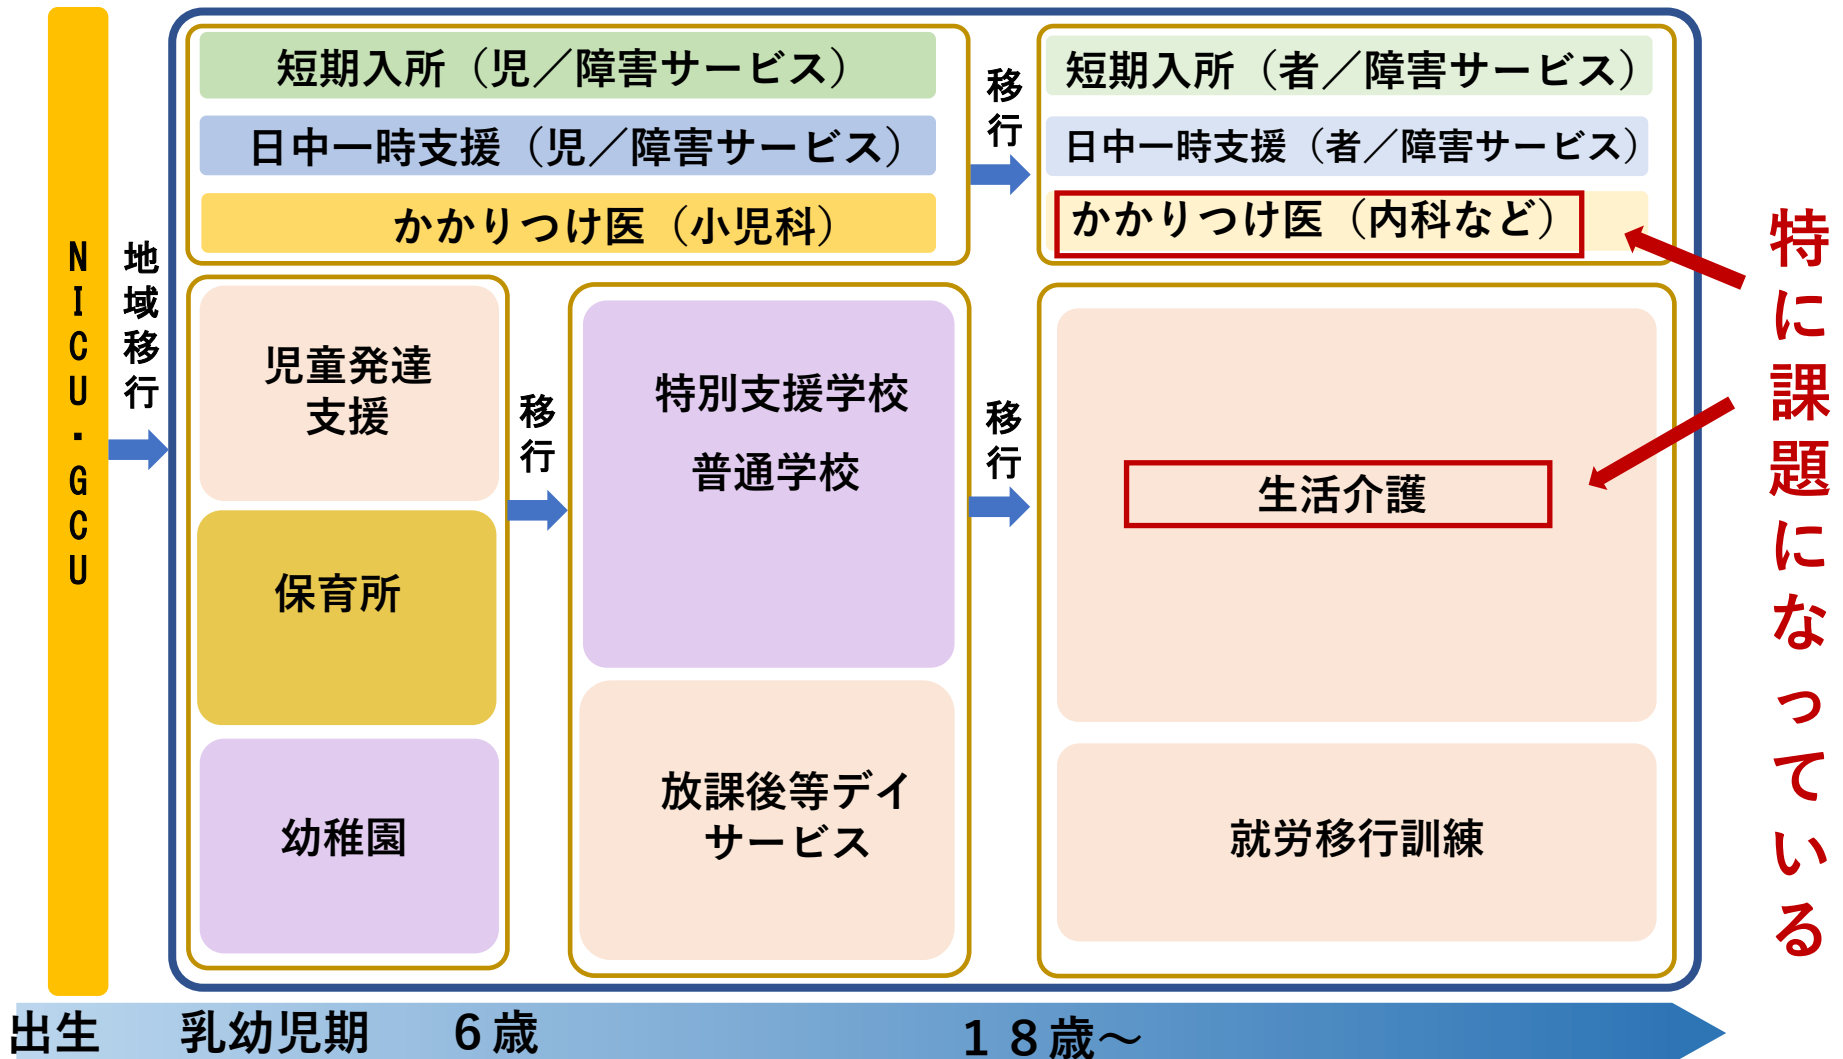 NICU・GCU
地域移行
短期入所（児／障害サービス）
日中一時支援（児／障害サービス）
かかりつけ医（小児科）
移行
短期入所（者／障害サービス）
日中一時支援（者／障害サービス）
かかりつけ医（内科など）
児童発達
支援
保育所
幼稚園
移行
特別支援学校
普通学校
放課後等デイ
サービス
移行
生活介護
就労移行訓練
特に課題になっている
出生
乳幼児期
６歳
１８歳～